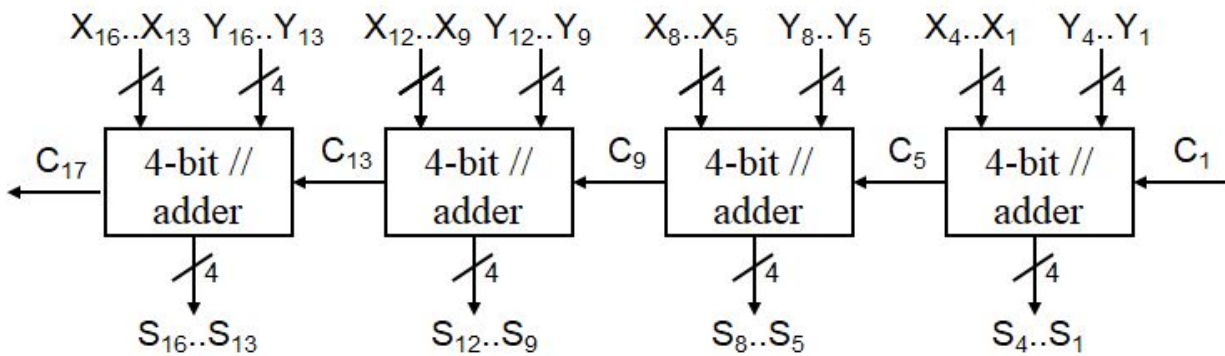 X₁₆..X₁₃ Y₁₆..Y₁₃ X₁₂..X₉ Y₁₂..Y₉ X₈..X₅ Y₈..Y₅ X₄..X₁ Y₄..Y₁
4 4 4 4 4 4 4 4
C₁₇ 4-bit // C₁₃ 4-bit // C₉ 4-bit // C₅ 4-bit // C₁
adder adder adder adder
4 4 4 4
S₁₆..S₁₃ S₁₂..S₉ S₈..S₅ S₄..S₁